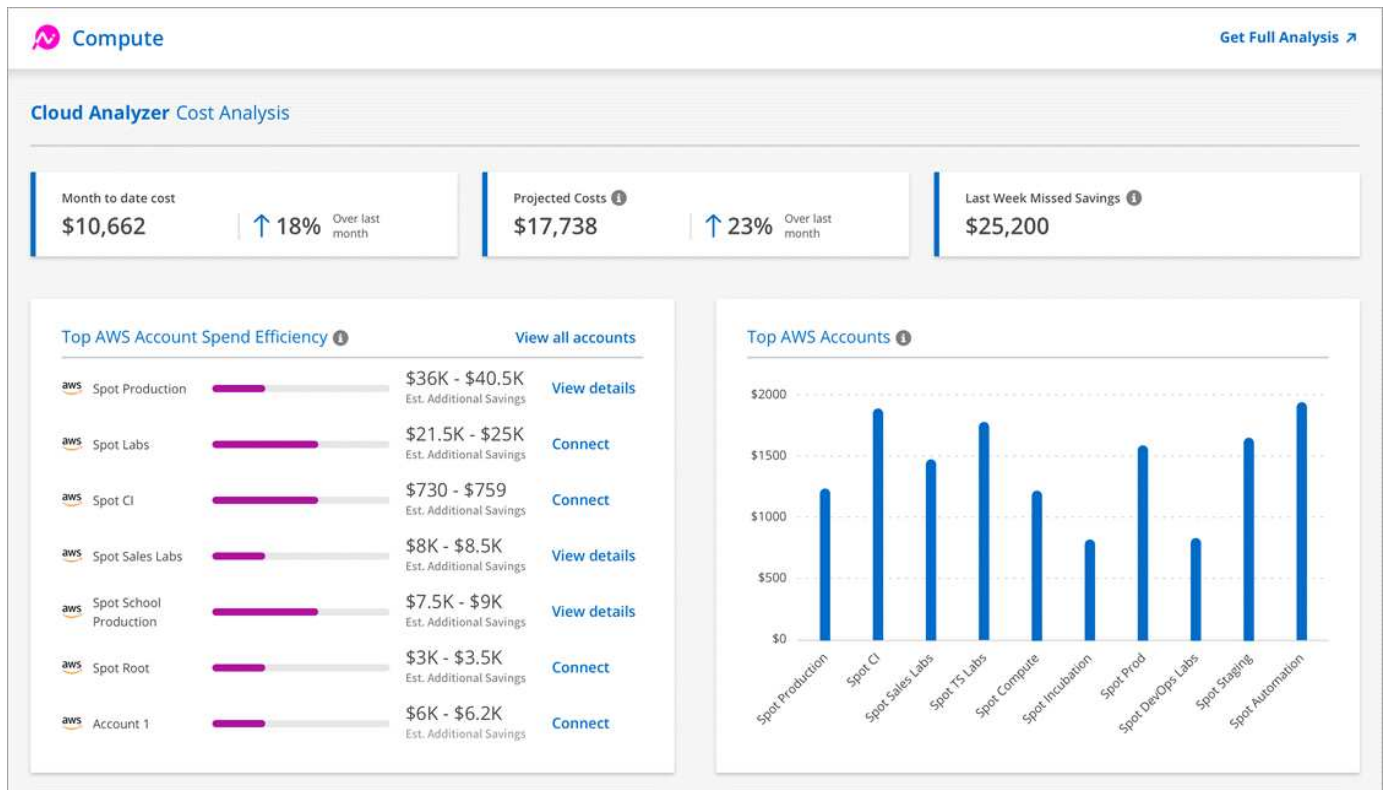 Compute
Get Full Analysis ↗
Cloud Analyzer Cost Analysis
Month to date cost
$10,662
↑ 18%
Over last
month
Projected Costs
$17,738
↑ 23%
Over last
month
Last Week Missed Savings
$25,200
Top AWS Account Spend Efficiency
View all accounts
aws Spot Production
$36K - $40.5K
Est. Additional Savings
View details
aws Spot Labs
$21.5K - $25K
Est. Additional Savings
Connect
aws Spot CI
$730 - $759
Est. Additional Savings
Connect
aws Spot Sales Labs
$8K - $8.5K
Est. Additional Savings
View details
aws Spot School
Production
$7.5K - $9K
Est. Additional Savings
View details
aws Spot Root
$3K - $3.5K
Est. Additional Savings
Connect
aws Account 1
$6K - $6.2K
Est. Additional Savings
Connect
Top AWS Accounts
$2000
$1500
$1000
$500
$0
Spot Production
Spot CI
Spot Sales Labs
Spot TS Labs
Spot Compute
Spot Incubation
Spot Prod
Spot DevOps Labs
Spot Staging
Spot Automation